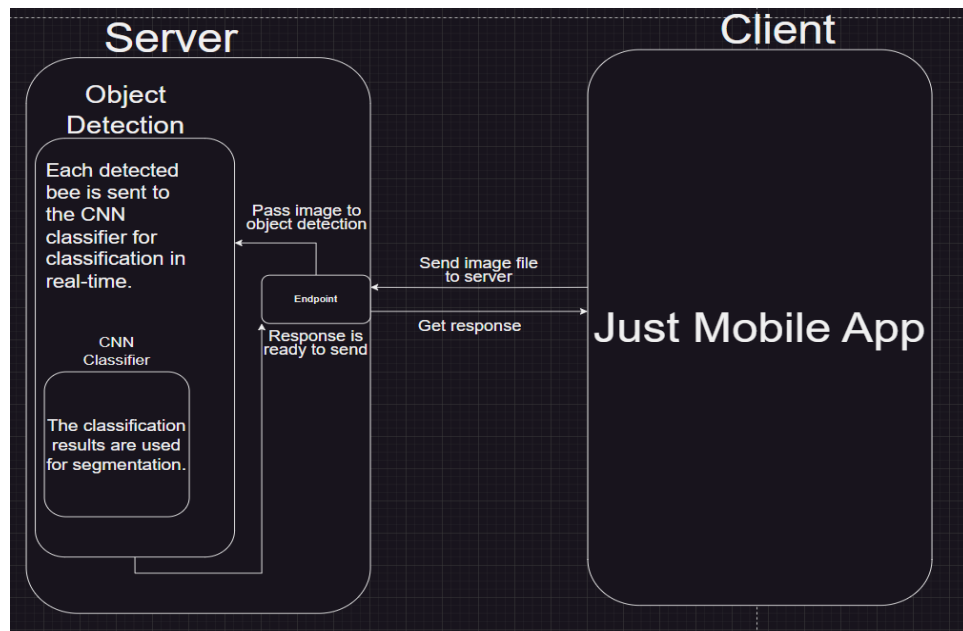 Server
Client
Object
Detection
Each detected
bee is sent to
the CNN
classifier for
classification in
real-time.
Pass image to
object detection
Send image file
to server
Endpoint
Get response
Response is
ready to send
Just Mobile App
CNN
Classifier
The classification
results are used
for segmentation.